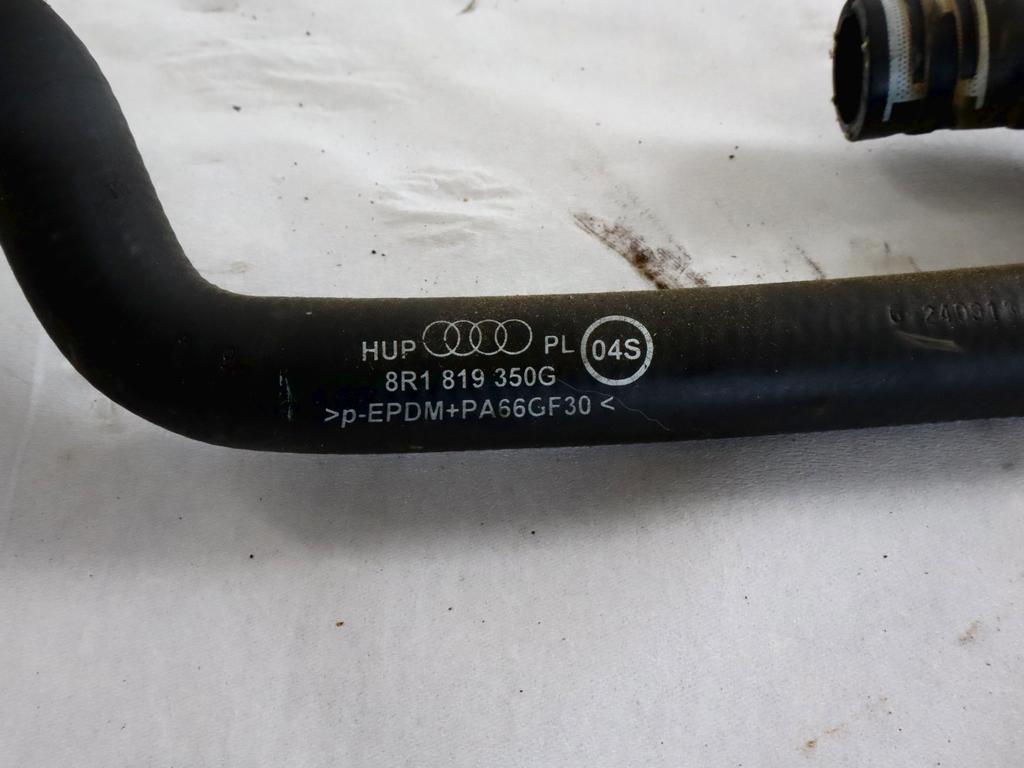 HUP PL 04S
8R1 819 350G
>p-EPDM+PA66GF30 <